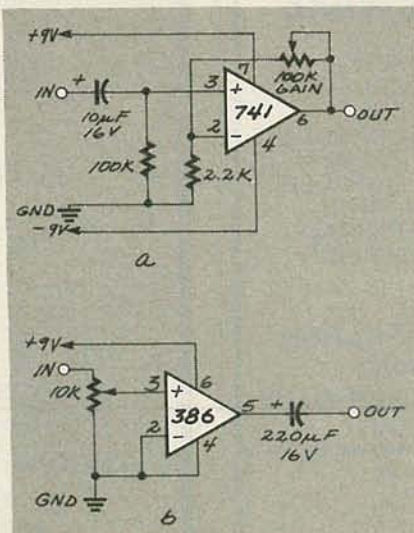 +9V
IN
+
10µF
16V
100K
3
+
7
741
2
-
4
6
2.2K
100K
GAIN
OUT
GND
-9V
a
+9V
IN
10K
3
+
6
386
2
-
4
5
+
220µF
16V
OUT
GND
b